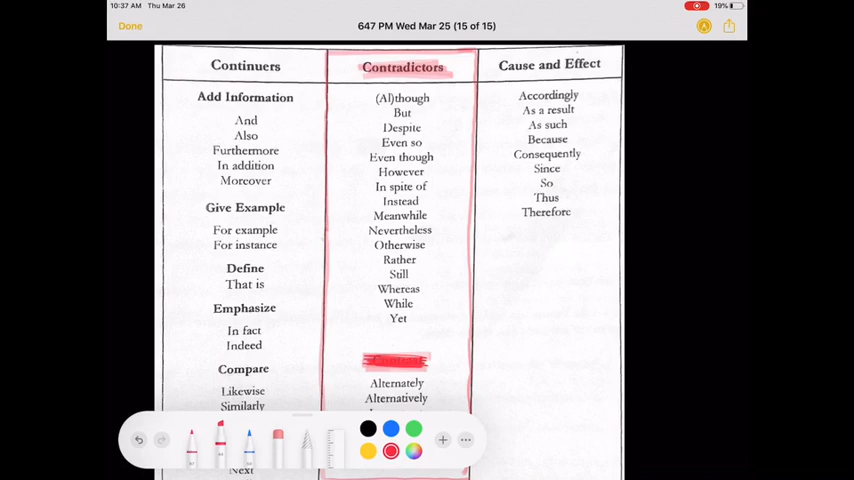 10:37 AM Thu Mar 26
19%
Done
647 PM Wed Mar 25 (15 of 15)
Continuers
Contradictors
Cause and Effect
Add Information
And
Also
Furthermore
In addition
Moreover
Give Example
For example
For instance
Define
That is
Emphasize
In fact
Indeed
Compare
Likewise
Similarly
Next
(Al)though
But
Despite
Even so
Even though
However
In spite of
Instead
Meanwhile
Nevertheless
Otherwise
Rather
Still
Whereas
While
Yet
Alternately
Alternatively
Accordingly
As a result
As such
Because
Consequently
Since
So
Thus
Therefore